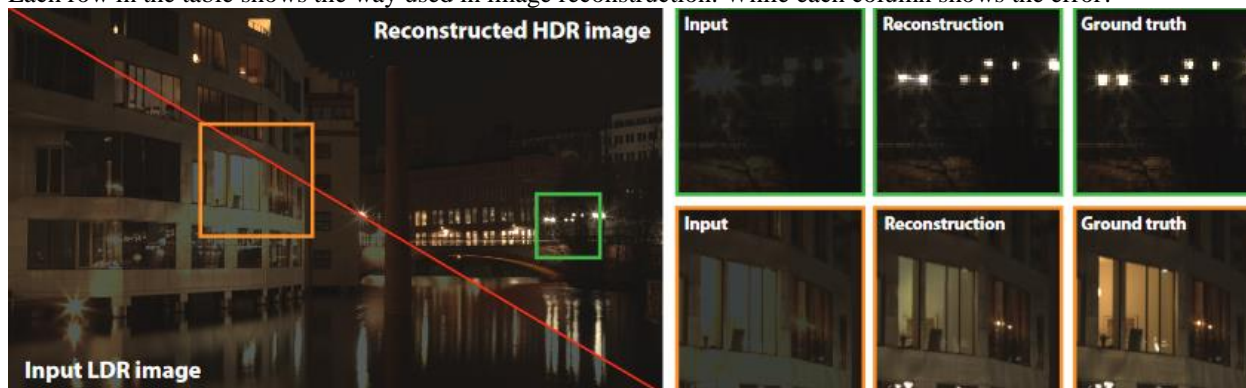 Each row in the table shows the way used in image reconstruction. While each column shows the error.
Reconstructed HDR image
Input LDR image
Input
Reconstruction
Ground truth
Input
Reconstruction
Ground truth